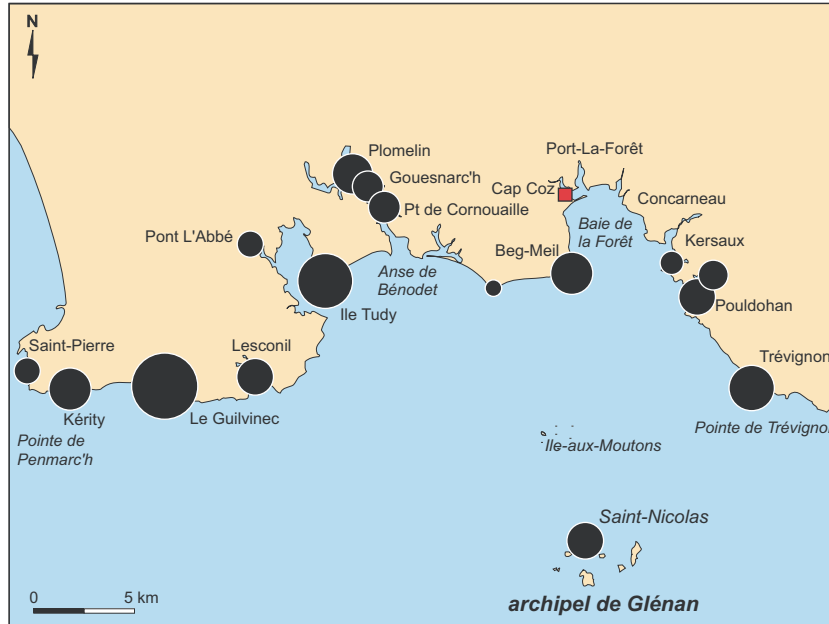 N
Plomelin
Port-La-Forêt
Gouesnarc'h
Cap Coz
Concarneau
Pt de Cornouaille
Pont L'Abbé
Baie de
la Forêt
Kersaux
Beg-Meil
Anse de
Bénodet
Ile Tudy
Pouldohan
Saint-Pierre
Lesconil
Trévignon
Kérity
Le Guilvinec
Pointe de
Penmarc'h
Pointe de Trévignon
Ile-aux-Moutons
Saint-Nicolas
archipel de Glénan
0
5 km